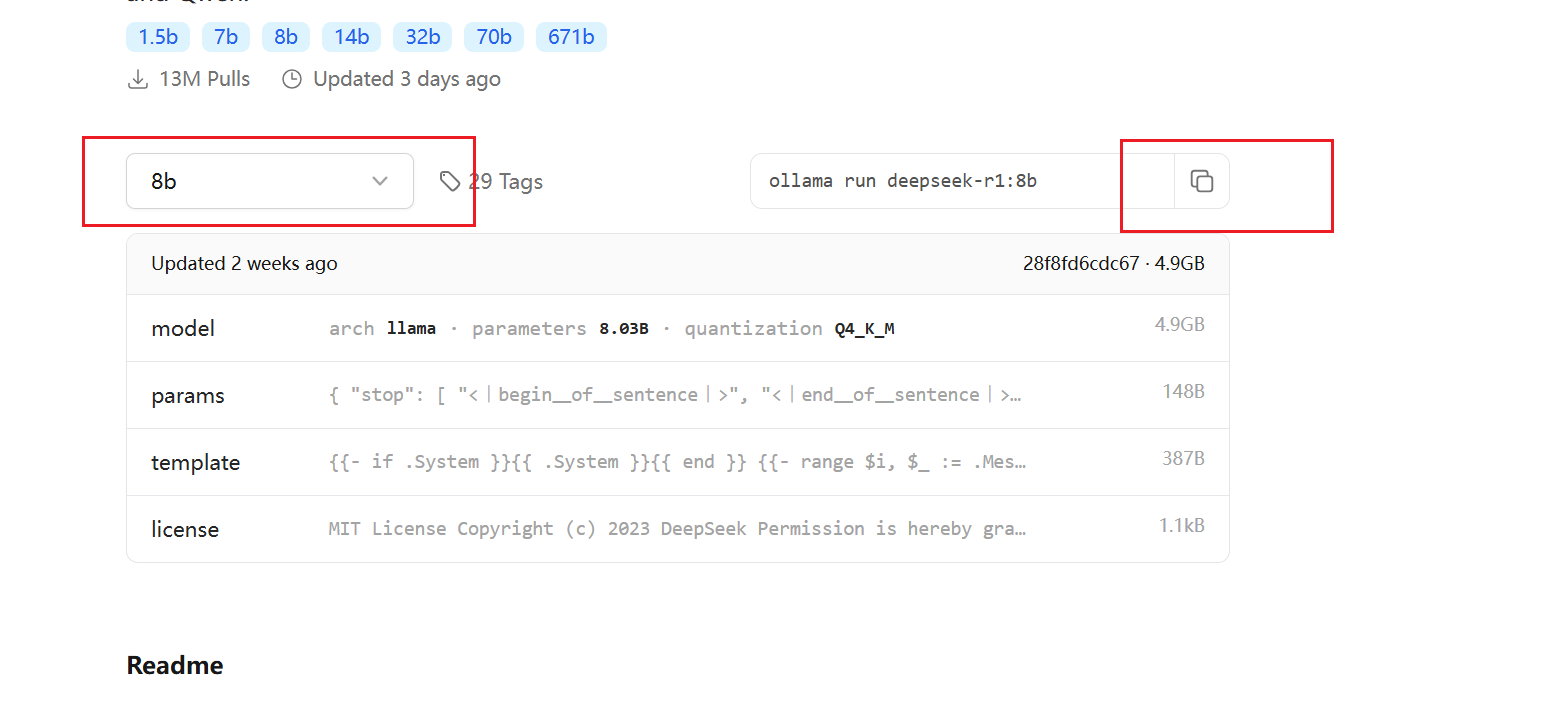 1.5b 7b 8b 14b 32b 70b 671b
13M Pulls Updated 3 days ago
8b 29 Tags ollama run deepseek-r1:8b
Updated 2 weeks ago 28f8fd6cdc67 · 4.9GB
model arch llama · parameters 8.03B · quantization Q4_K_M 4.9GB
params { "stop": [ "<｜begin▁of▁sentence｜>", "<｜end▁of▁sentence｜>… 148B
template {{- if .System }}{{ .System }}{{ end }} {{- range $i, $_ := .Mes… 387B
license MIT License Copyright (c) 2023 DeepSeek Permission is hereby gra… 1.1kB
Readme